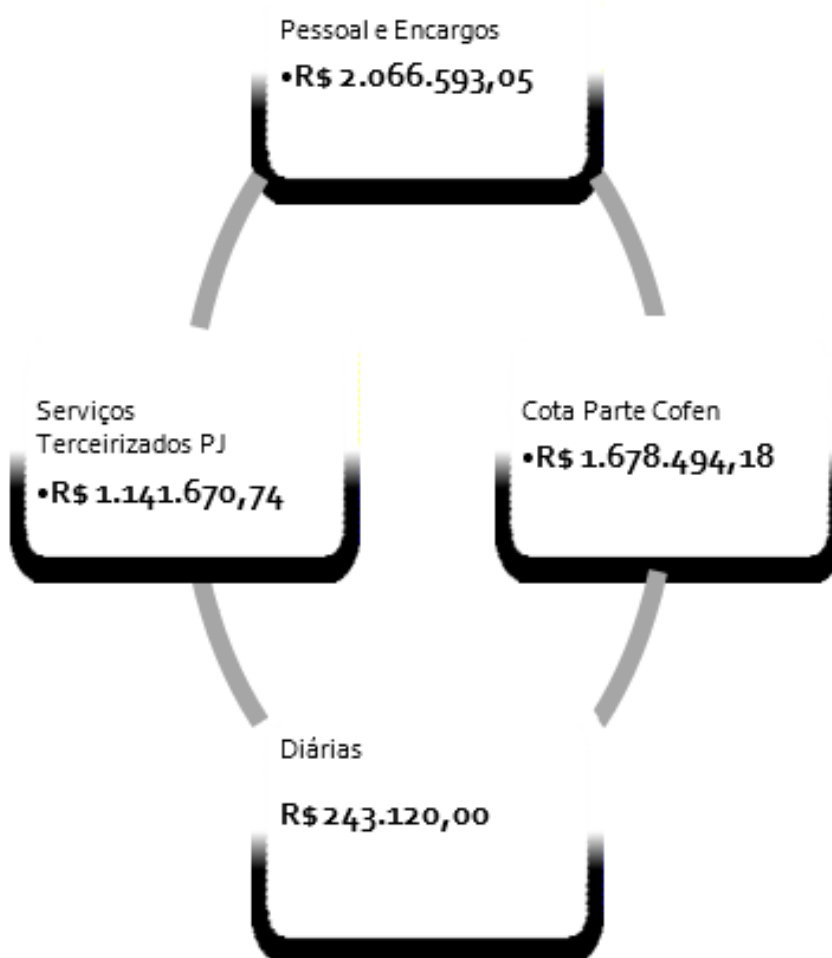 Pessoal e Encargos
•R$ 2.066.593,05
Serviços
Terceirizados PJ
•R$ 1.141.670,74
Cota Parte Cofen
•R$ 1.678.494,18
Diárias
R$ 243.120,00